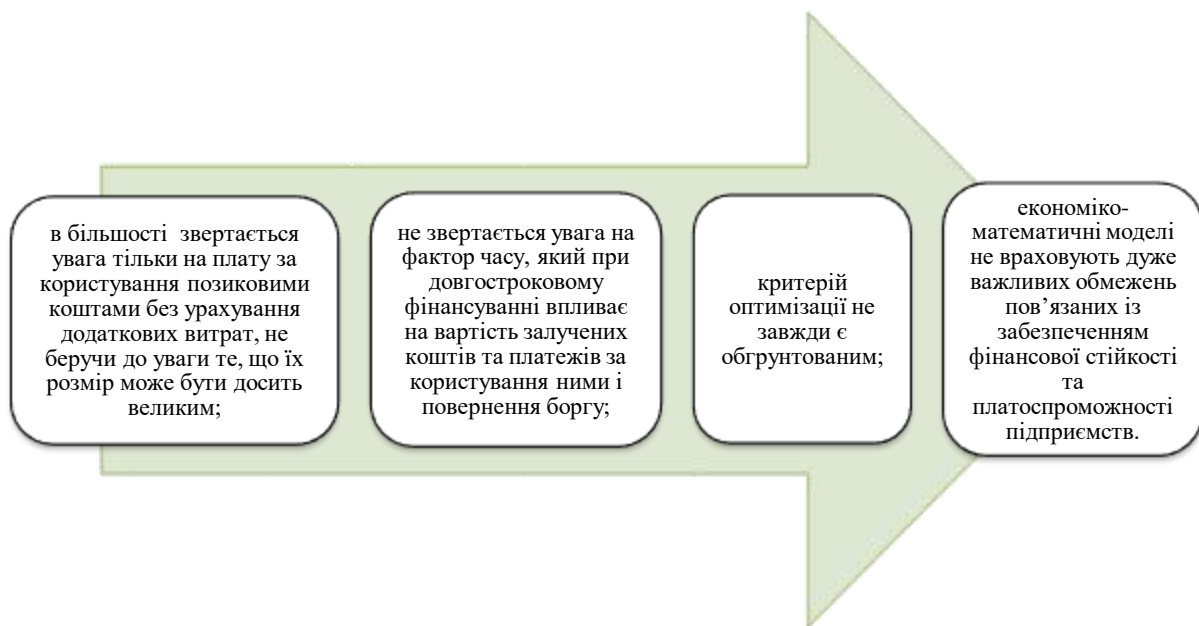 в більшості звертається
увага тільки на плату за
користування позиковими
коштами без урахування
додаткових витрат, не
беручи до уваги те, що їх
розмір може бути досить
великим;
не звертається увага на
фактор часу, який при
довгостроковому
фінансуванні впливає
на вартість залучених
коштів та платежів за
користування ними і
повернення боргу;
критерій
оптимізації не
завжди є
обгрунтованим;
економіко-
математичні моделі
не враховують дуже
важливих обмежень
пов’язаних із
забезпеченням
фінансової стійкості
та
платоспроможності
підприємств.